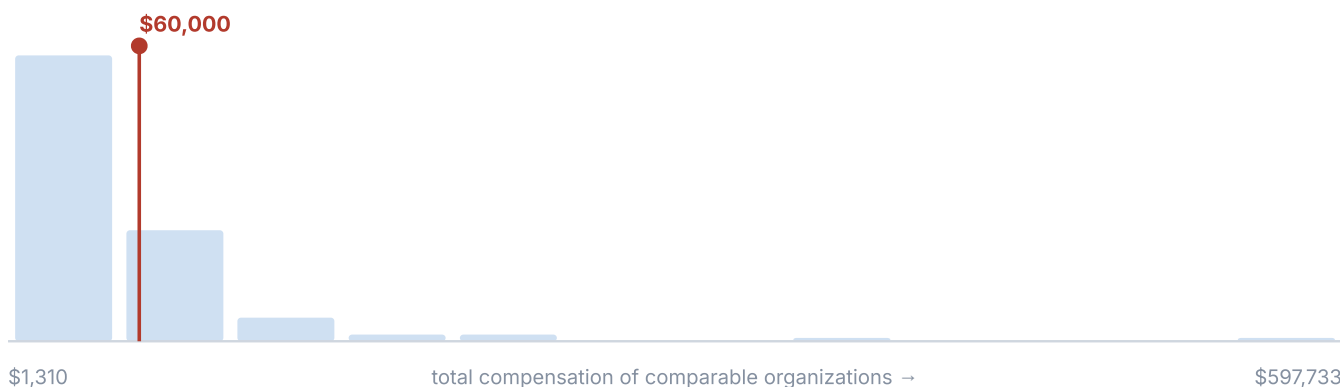 $60,000
$1,310
total compensation of comparable organizations →
$597,733